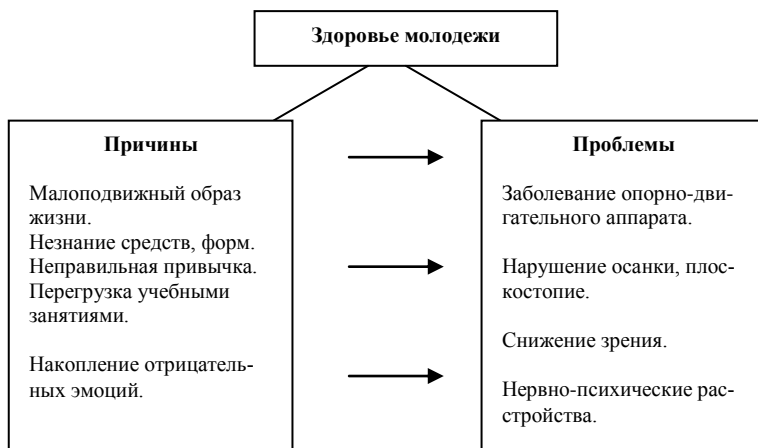 Здоровье молодежи
Причины
Малоподвижный образ
жизни.
Незнание средств, форм.
Неправильная привычка.
Перегрузка учебными
занятиями.
Накопление отрицатель-
ных эмоций.
Проблемы
Заболевание опорно-дви-
гательного аппарата.
Нарушение осанки, плос-
костопие.
Снижение зрения.
Нервно-психические рас-
стройства.